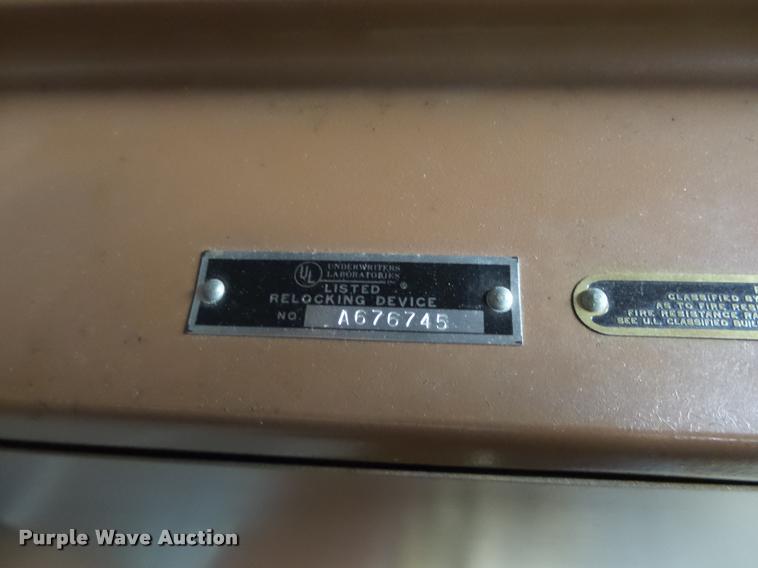 UL
UNDERWRITERS
LABORATORIES
INC.®
LISTED
RELOCKING DEVICE
NO. A676745
CLASSIFIED BY
AS TO FIRE RES
FIRE RESISTANCE RA
SEE U.L. CLASSIFIED BUIL
Purple Wave Auction